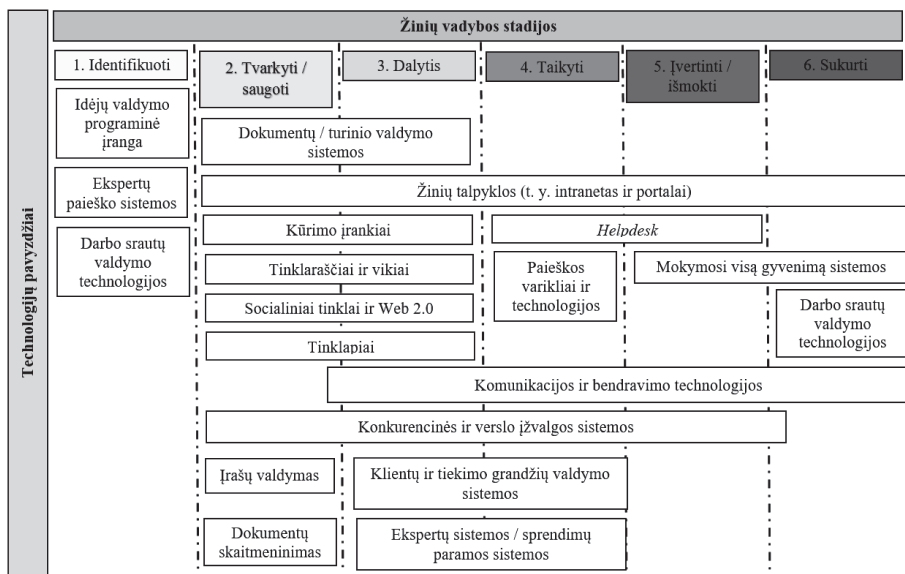 Žinių vadybos stadijos
Technologijų pavyzdžiai
1. Identifikuoti
2. Tvarkyti /
saugoti
3. Dalytis
4. Taikyti
5. Įvertinti /
išmokti
6. Sukurti
Idėjų valdymo
programinė
įranga
Dokumentų / turinio valdymo
sistemos
Ekspertų
paieško sistemos
Žinių talpyklos (t. y. intranetas ir portalai)
Darbo srautų
valdymo
technologijos
Kūrimo įrankiai
Helpdesk
Tinklaraščiai ir vikiai
Paieškos
varikliai ir
technologijos
Mokymosi visą gyvenimą sistemos
Socialiniai tinklai ir Web 2.0
Darbo srautų
valdymo
technologijos
Tinklapiai
Komunikacijos ir bendravimo technologijos
Konkurencinės ir verslo įžvalgos sistemos
Įrašų valdymas
Klientų ir tiekimo grandžių valdymo
sistemos
Dokumentų
skaitmeninimas
Ekspertų sistemos / sprendimų
paramos sistemos